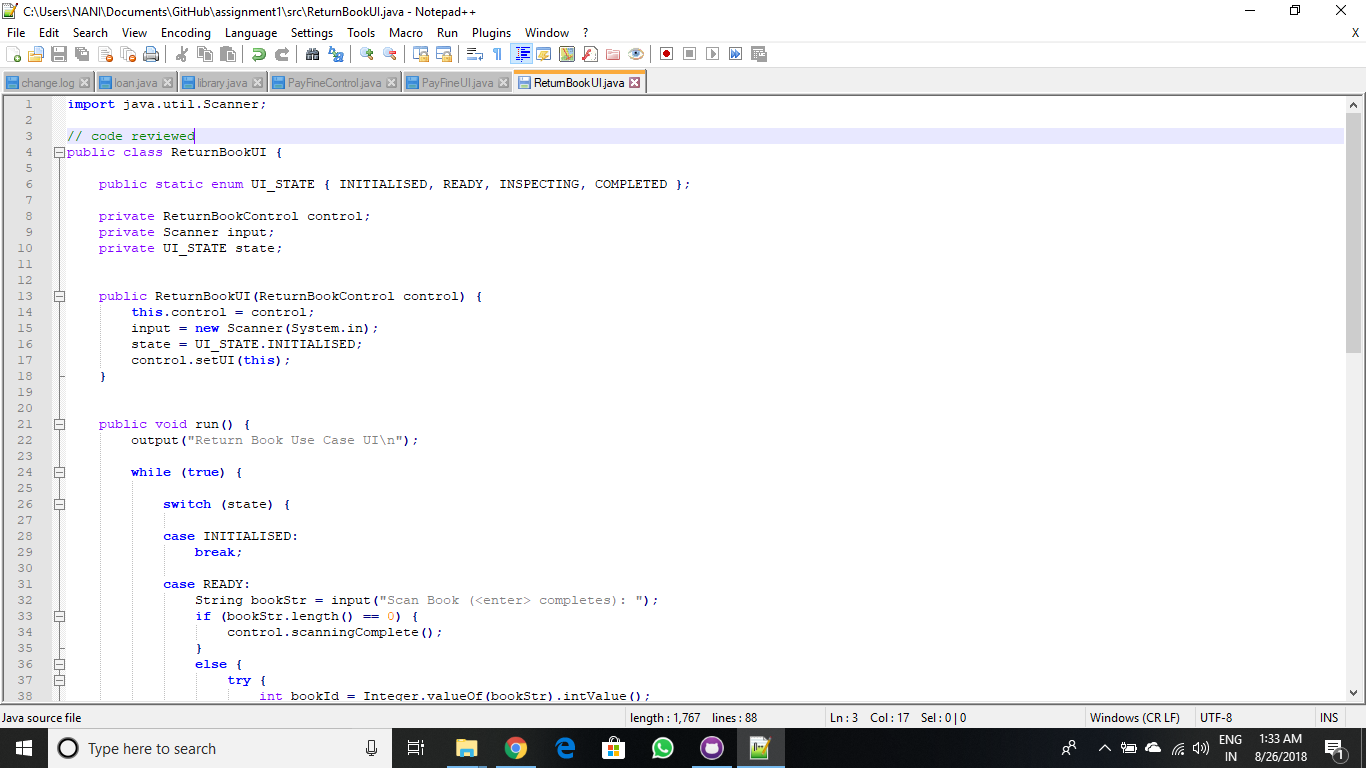 C:\Users\NANI\Documents\GitHub\assignment1\src\ReturnBookUI.java - Notepad++
File Edit Search View Encoding Language Settings Tools Macro Run Plugins Window ? X
change.log loan.java library.java PayFineControl.java PayFineUI.java ReturnBookUI.java
1 import java.util.Scanner;
2
3 // code reviewed
4 public class ReturnBookUI {
5
6 public static enum UI_STATE { INITIALISED, READY, INSPECTING, COMPLETED };
7
8 private ReturnBookControl control;
9 private Scanner input;
10 private UI_STATE state;
11
12
13 public ReturnBookUI(ReturnBookControl control) {
14 this.control = control;
15 input = new Scanner(System.in);
16 state = UI_STATE.INITIALISED;
17 control.setUI(this);
18 }
19
20
21 public void run() {
22 output("Return Book Use Case UI\n");
23
24 while (true) {
25
26 switch (state) {
27
28 case INITIALISED:
29 break;
30
31 case READY:
32 String bookStr = input("Scan Book (<enter> completes): ");
33 if (bookStr.length() == 0) {
34 control.scanningComplete();
35 }
36 else {
37 try {
38 int bookId = Integer.valueOf(bookStr).intValue();
Java source file length : 1,767 lines : 88 Ln : 3 Col : 17 Sel : 0 | 0 Windows (CR LF) UTF-8 INS
Type here to search
ENG
IN
1:33 AM
8/26/2018
1